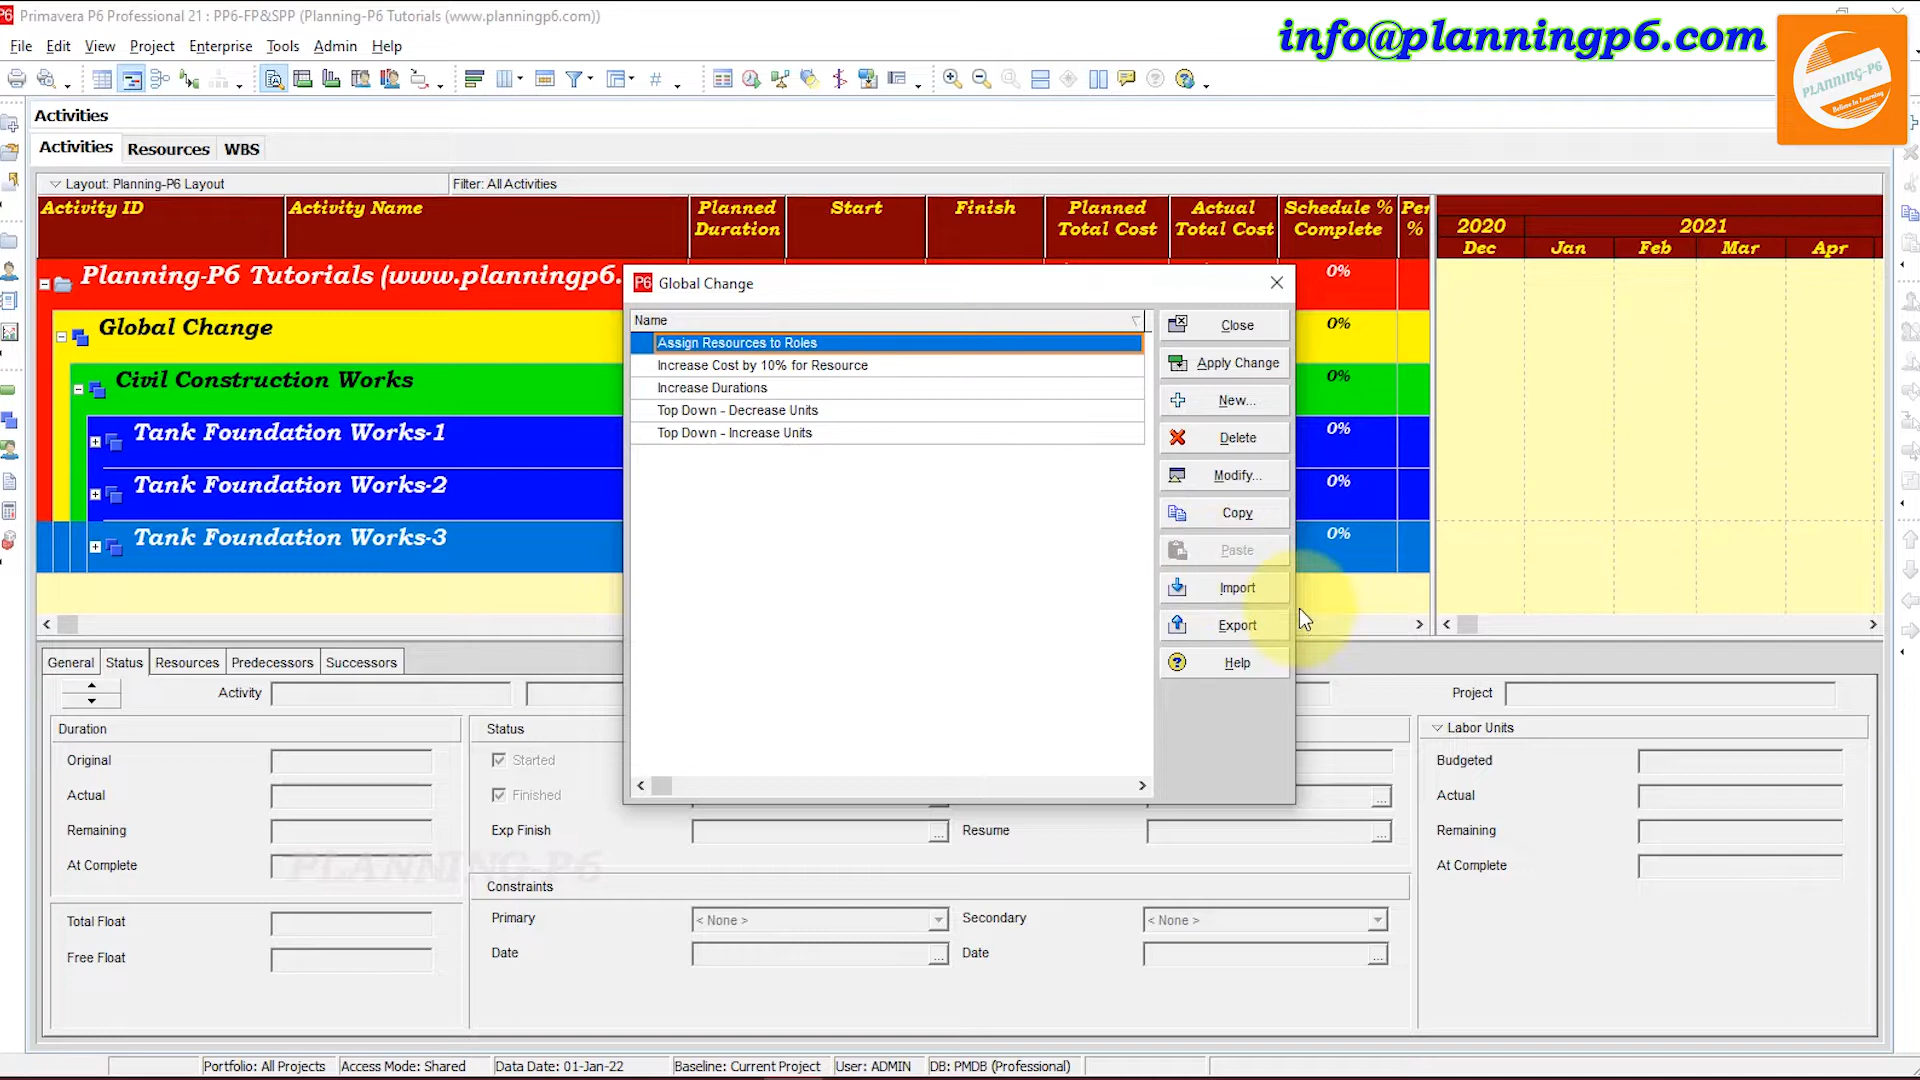 Primavera P6 Professional 21 : PP6-FP&SPP (Planning-P6 Tutorials (www.planningp6.com))
info@planningp6.com
PLANNING-P6
Believe In Learning
File Edit View Project Enterprise Tools Admin Help
Activities
Activities Resources WBS
Layout: Planning-P6 Layout
Filter: All Activities
Activity ID
Activity Name
Planned Duration
Start
Finish
Planned Total Cost
Actual Total Cost
Schedule % Complete
Per %
2020
2021
Dec Jan Feb Mar Apr
Planning-P6 Tutorials (www.planningp6.
0%
Global Change
0%
Civil Construction Works
0%
Tank Foundation Works-1
0%
Tank Foundation Works-2
0%
Tank Foundation Works-3
0%
P6 Global Change
Name
Assign Resources to Roles
Increase Cost by 10% for Resource
Increase Durations
Top Down - Decrease Units
Top Down - Increase Units
Close
Apply Change
New...
Delete
Modify...
Copy
Paste
Import
Export
Help
General Status Resources Predecessors Successors
Activity
Project
Duration
Original
Actual
Remaining
At Complete
Total Float
Free Float
Status
Started
Finished
Exp Finish
Resume
Constraints
Primary < None > Secondary < None >
Date
Date
Labor Units
Budgeted
Actual
Remaining
At Complete
PLANNING-P6
Portfolio: All Projects Access Mode: Shared Data Date: 01-Jan-22 Baseline: Current Project User: ADMIN DB: PMDB (Professional)